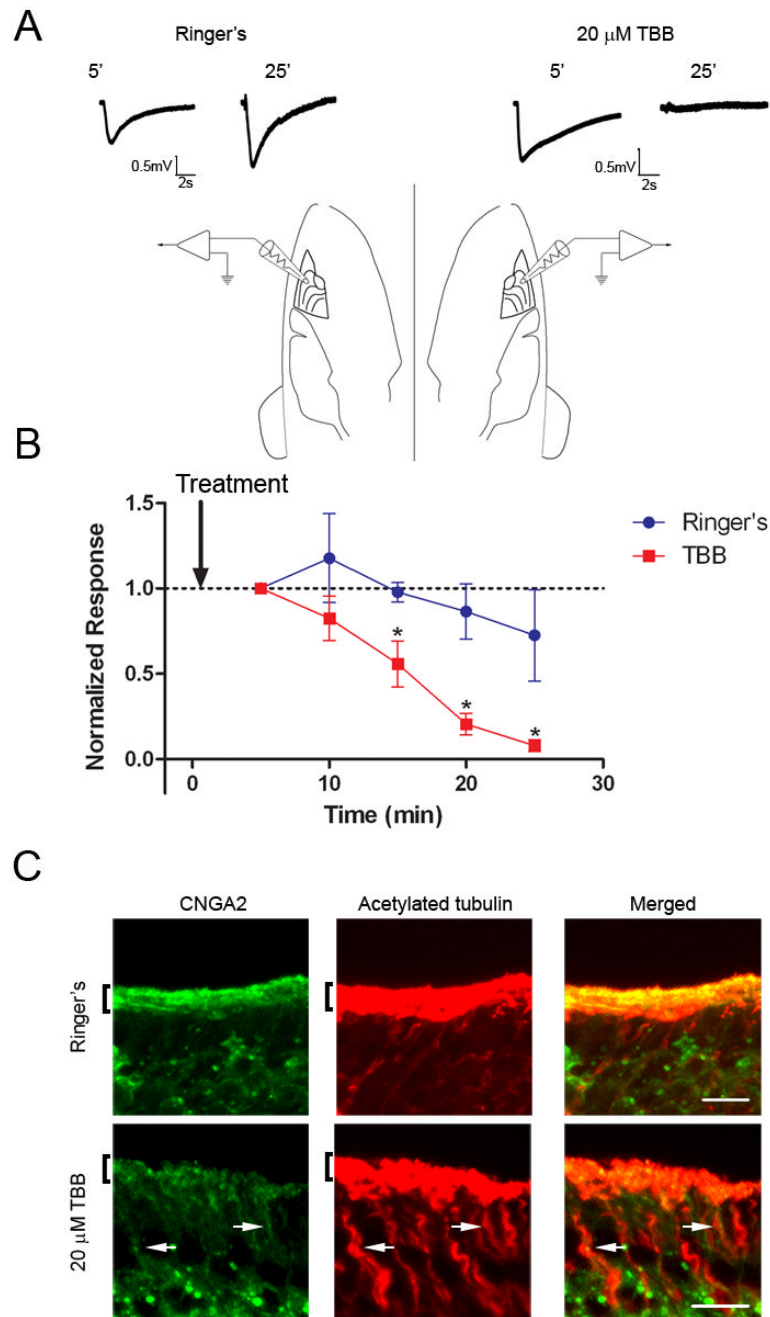 A
Ringer's 20 μM TBB
5’ 25’ 5’ 25’
0.5mV 0.5mV
2s 2s
B
Treatment
1.5
1.0
0.5
0.0
Normalized Response
Ringer's
TBB
*
*
*
0 10 20 30
Time (min)
C
CNGA2 Acetylated tubulin Merged
Ringer's
20 μM TBB